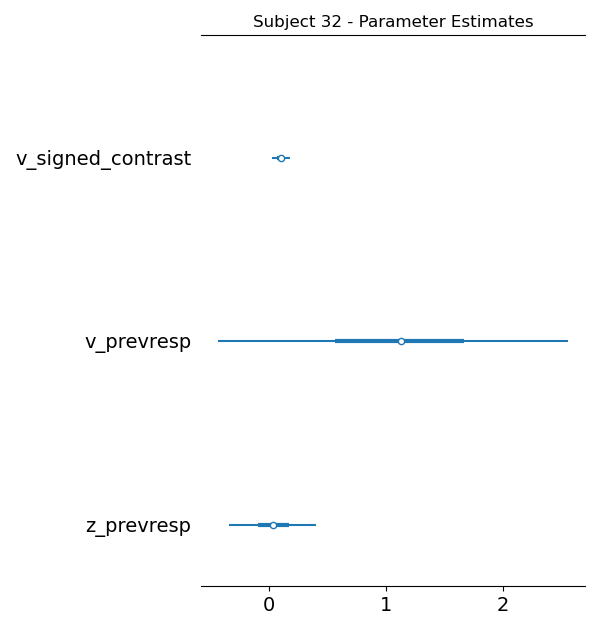 Subject 32 - Parameter Estimates
v_signed_contrast
v_prevresp
z_prevresp
0 1 2